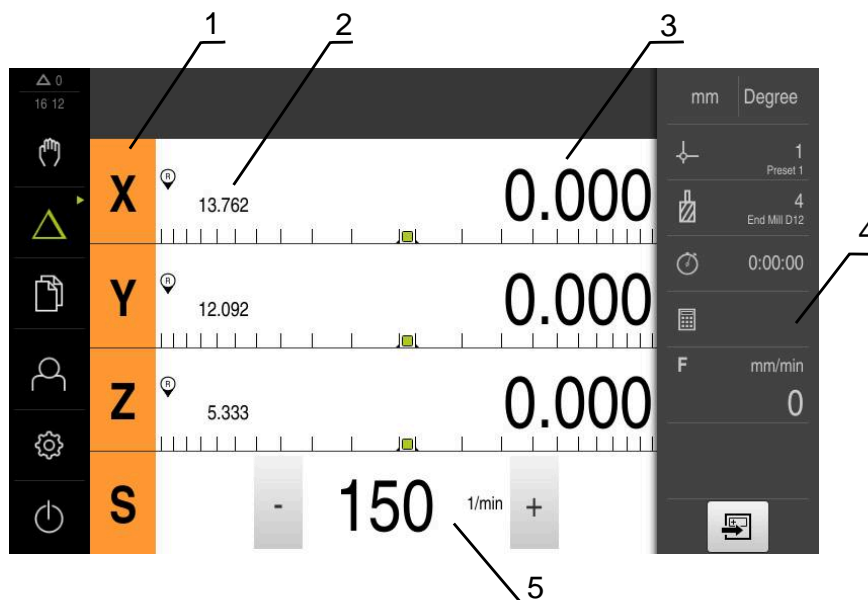 1 2 3
0
16 12
mm Degree
X
R
13.762
0.000
1
Preset 1
4
End Mill D12
Y
R
12.092
0.000
0:00:00
4
Z
R
5.333
0.000
F mm/min
0
S
- 150 1/min +
5